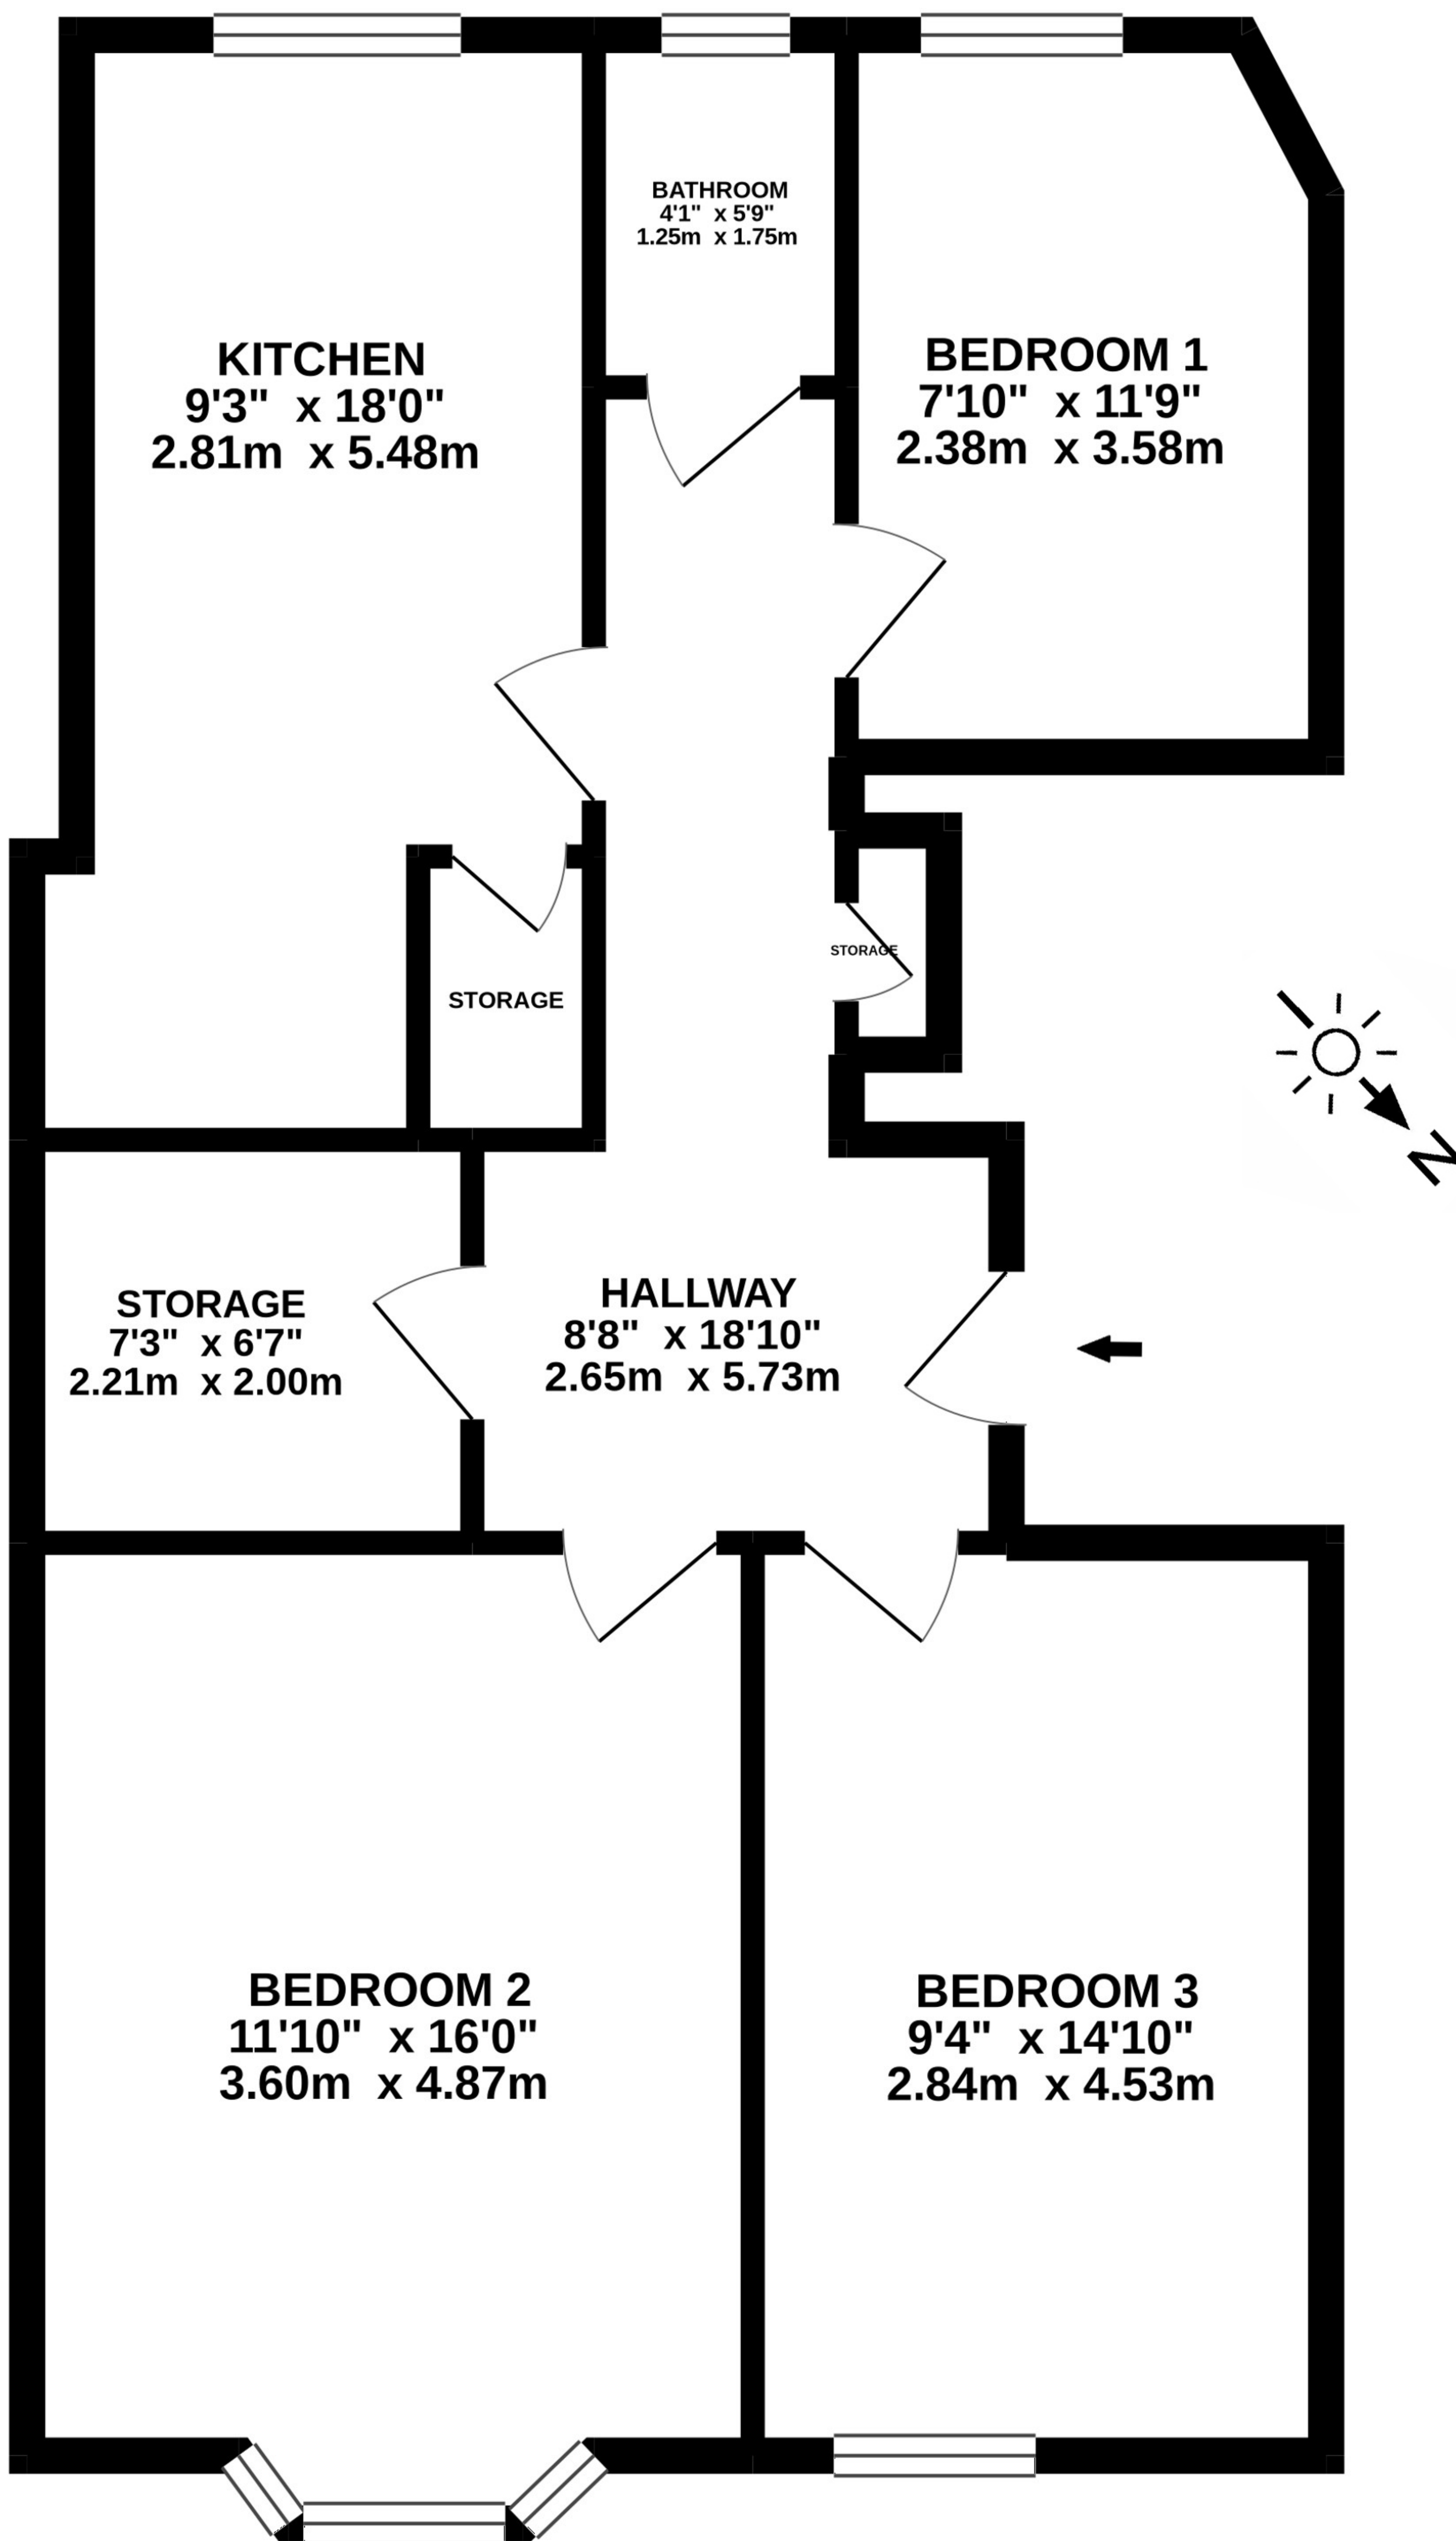 BATHROOM
4'1" x 5'9"
1.25m x 1.75m
KITCHEN
9'3" x 18'0"
2.81m x 5.48m
BEDROOM 1
7'10" x 11'9"
2.38m x 3.58m
STORAGE
STORAGE
N
STORAGE
7'3" x 6'7"
2.21m x 2.00m
HALLWAY
8'8" x 18'10"
2.65m x 5.73m
BEDROOM 2
11'10" x 16'0"
3.60m x 4.87m
BEDROOM 3
9'4" x 14'10"
2.84m x 4.53m